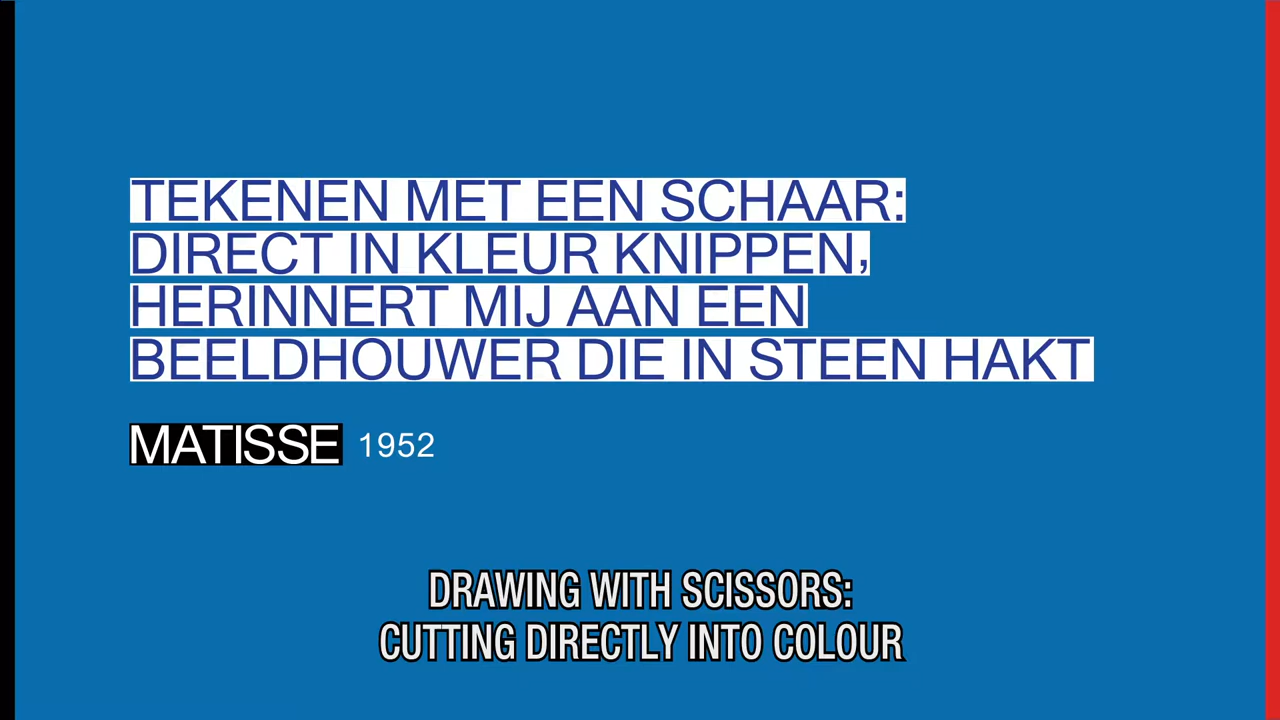 TEKENEN MET EEN SCHAAR:
DIRECT IN KLEUR KNIPPEN,
HERINNERT MIJ AAN EEN
BEELDHOUWER DIE IN STEEN HAKT
MATISSE 1952
DRAWING WITH SCISSORS:
CUTTING DIRECTLY INTO COLOUR